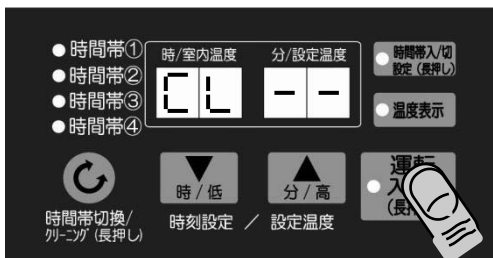 時間帯①
時間帯②
時間帯③
時間帯④
時/室内温度 分/設定温度
CL --
時間帯入/切
設定 (長押し)
温度表示
時/低
分/高
運転
入
(長押
時間帯切換/
クリーニング (長押し)
時刻設定 / 設定温度